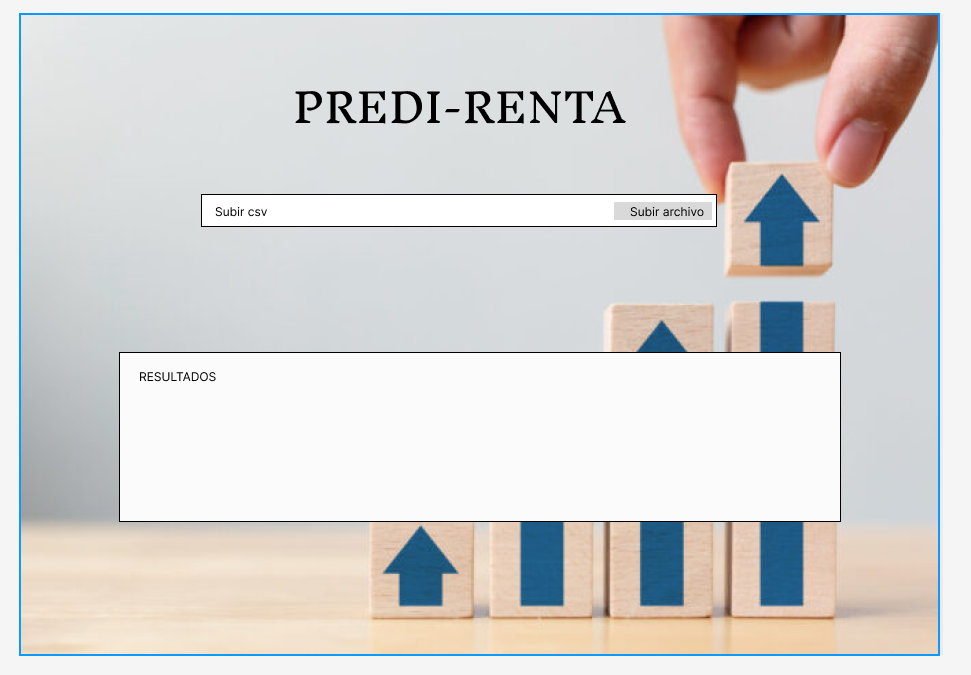 PREDI-RENTA
Subir csv
Subir archivo
RESULTADOS